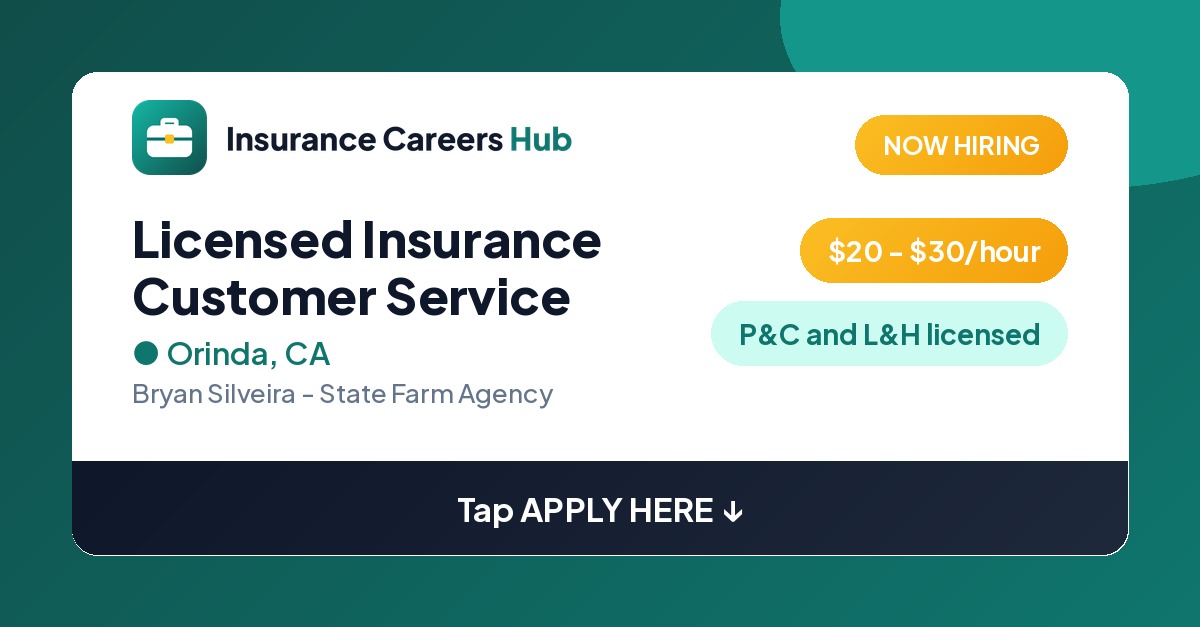 Insurance Careers Hub
NOW HIRING
Licensed Insurance
Customer Service
$20 – $30/hour
P&C and L&H licensed
Orinda, CA
Bryan Silveira – State Farm Agency
Tap APPLY HERE ↓